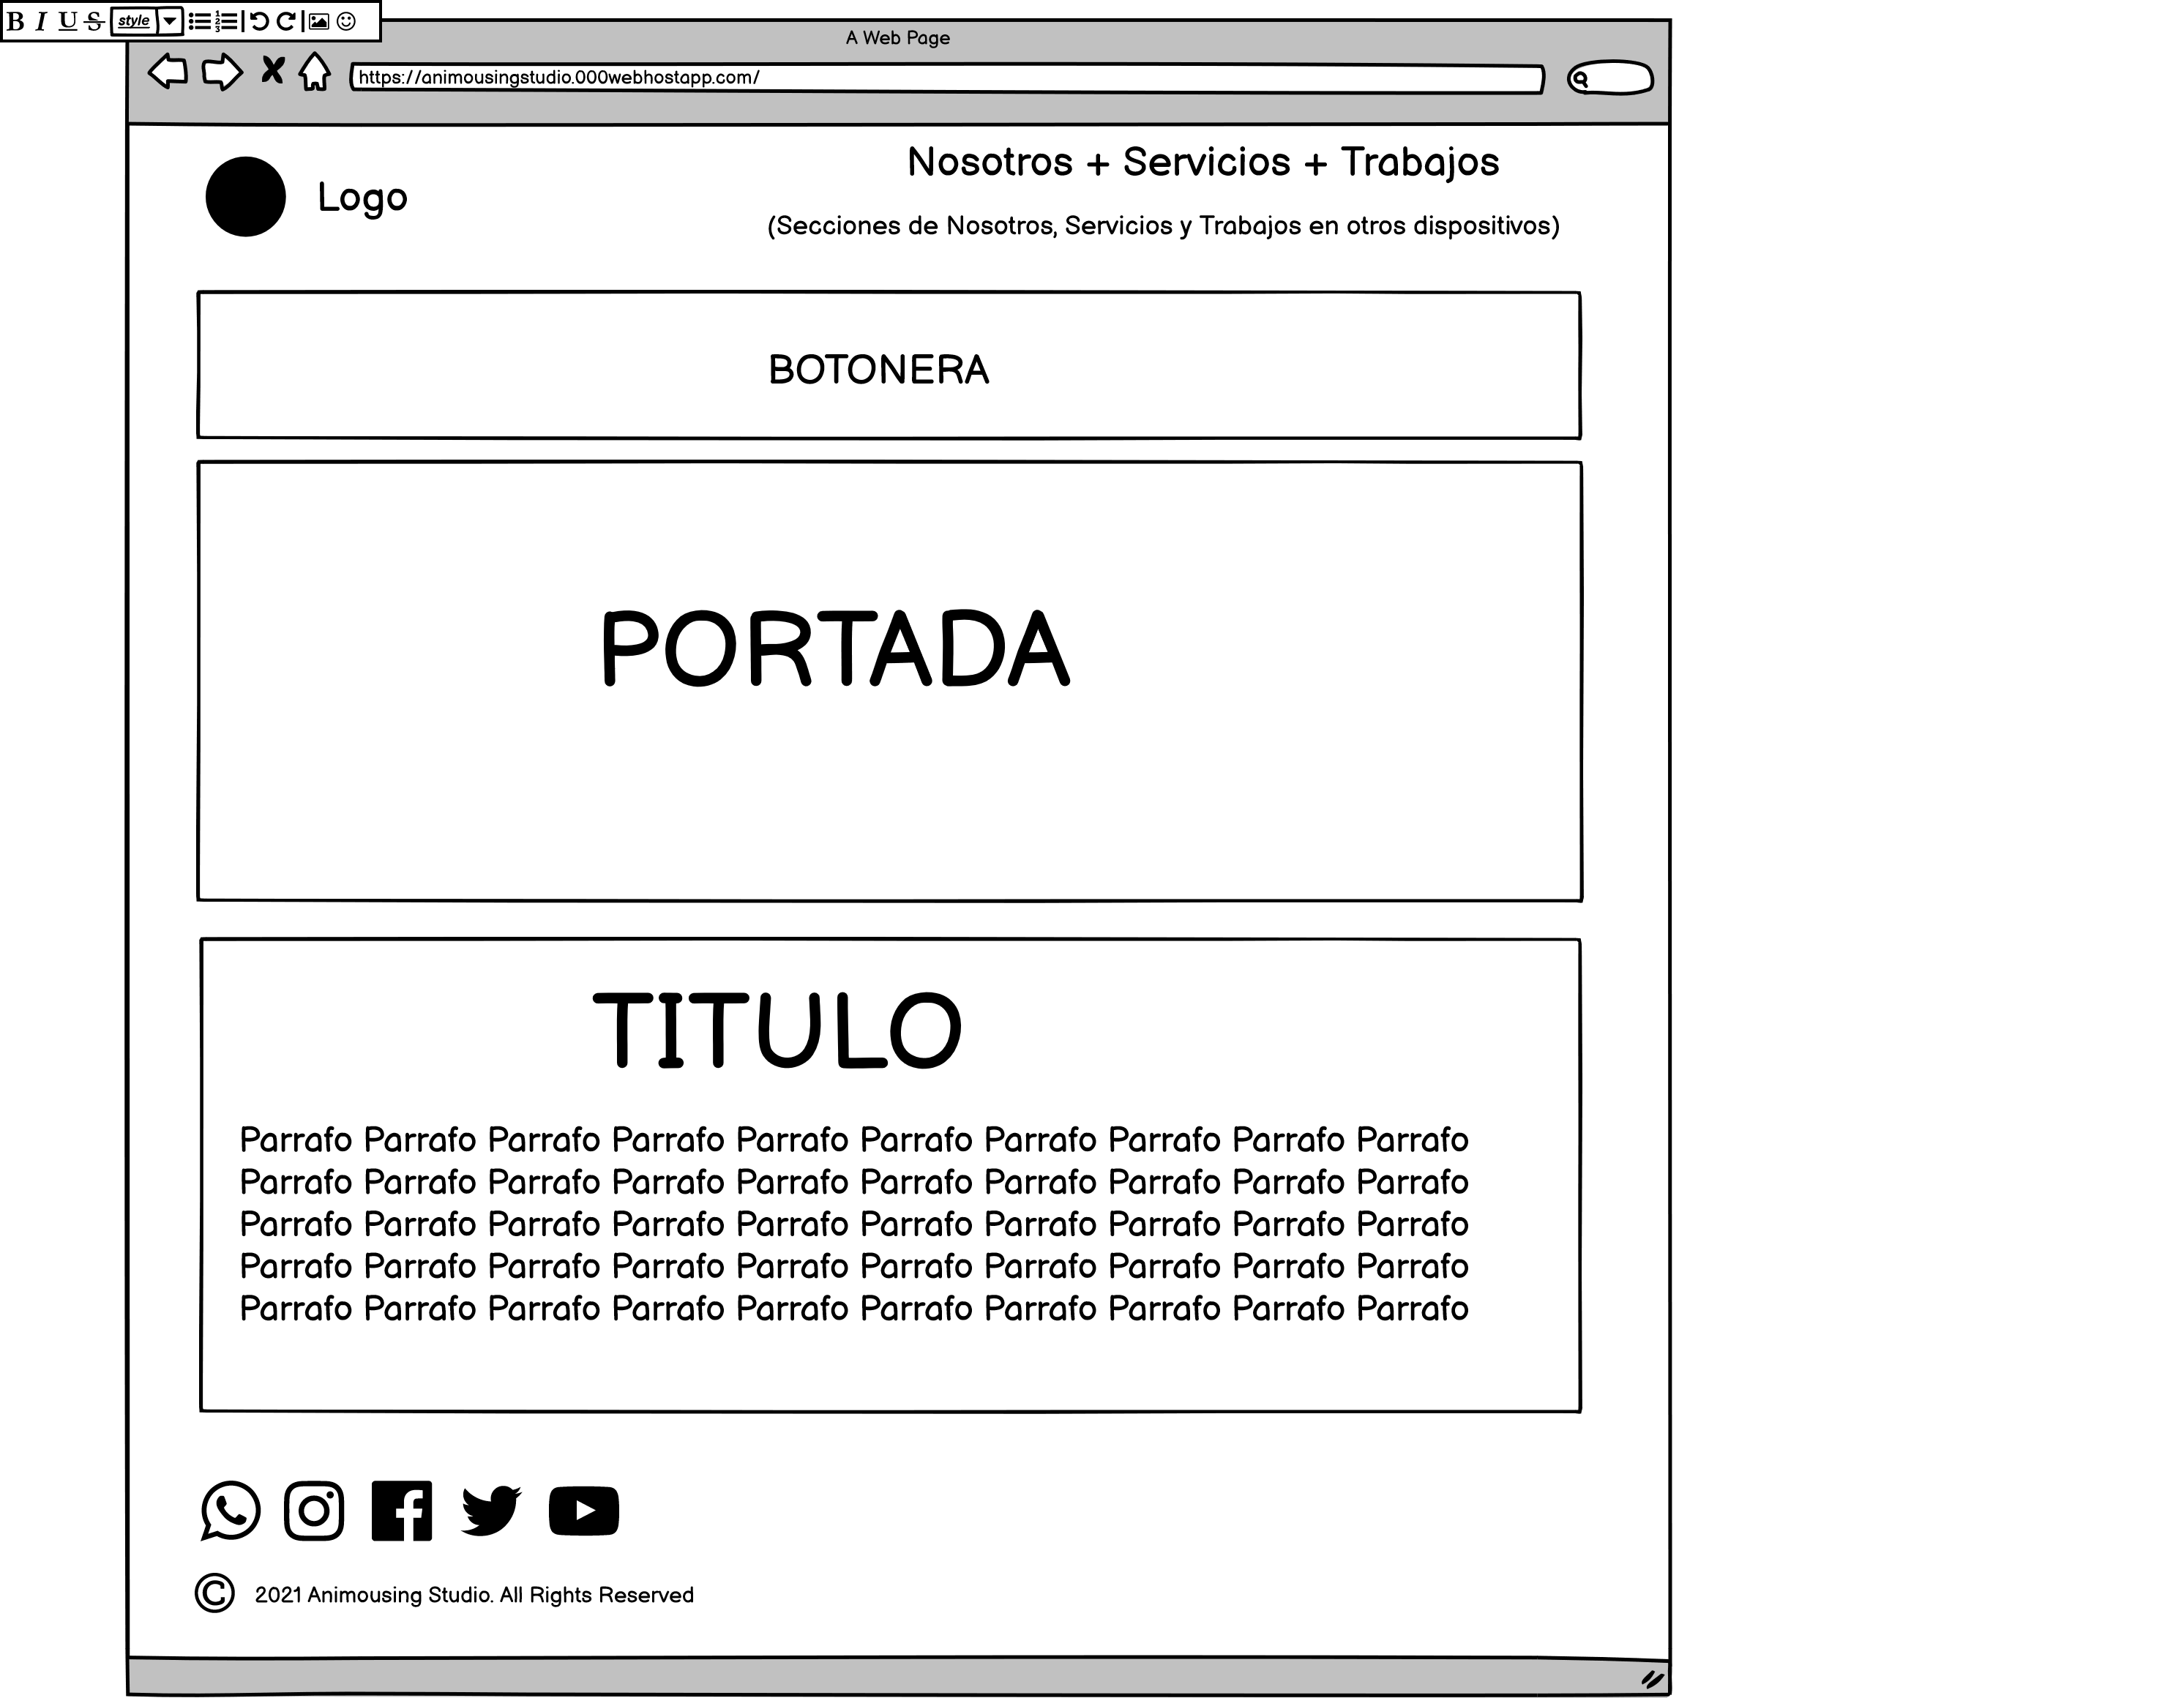 B I U S style
A Web Page
https://animousingstudio.000webhostapp.com/
Logo
Nosotros + Servicios + Trabajos
(Secciones de Nosotros, Servicios y Trabajos en otros dispositivos)
BOTONERA
PORTADA
TITULO
Parrafo Parrafo Parrafo Parrafo Parrafo Parrafo Parrafo Parrafo Parrafo Parrafo
Parrafo Parrafo Parrafo Parrafo Parrafo Parrafo Parrafo Parrafo Parrafo Parrafo
Parrafo Parrafo Parrafo Parrafo Parrafo Parrafo Parrafo Parrafo Parrafo Parrafo
Parrafo Parrafo Parrafo Parrafo Parrafo Parrafo Parrafo Parrafo Parrafo Parrafo
Parrafo Parrafo Parrafo Parrafo Parrafo Parrafo Parrafo Parrafo Parrafo Parrafo
© 2021 Animousing Studio. All Rights Reserved